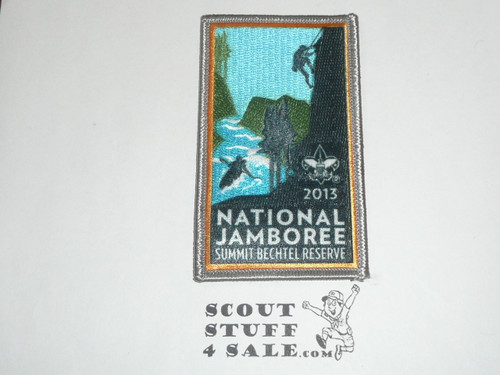 2013
NATIONAL
JAMBOREE
SUMMIT BECHTEL RESERVE
SCOUT
STUFF
4 SALE.com